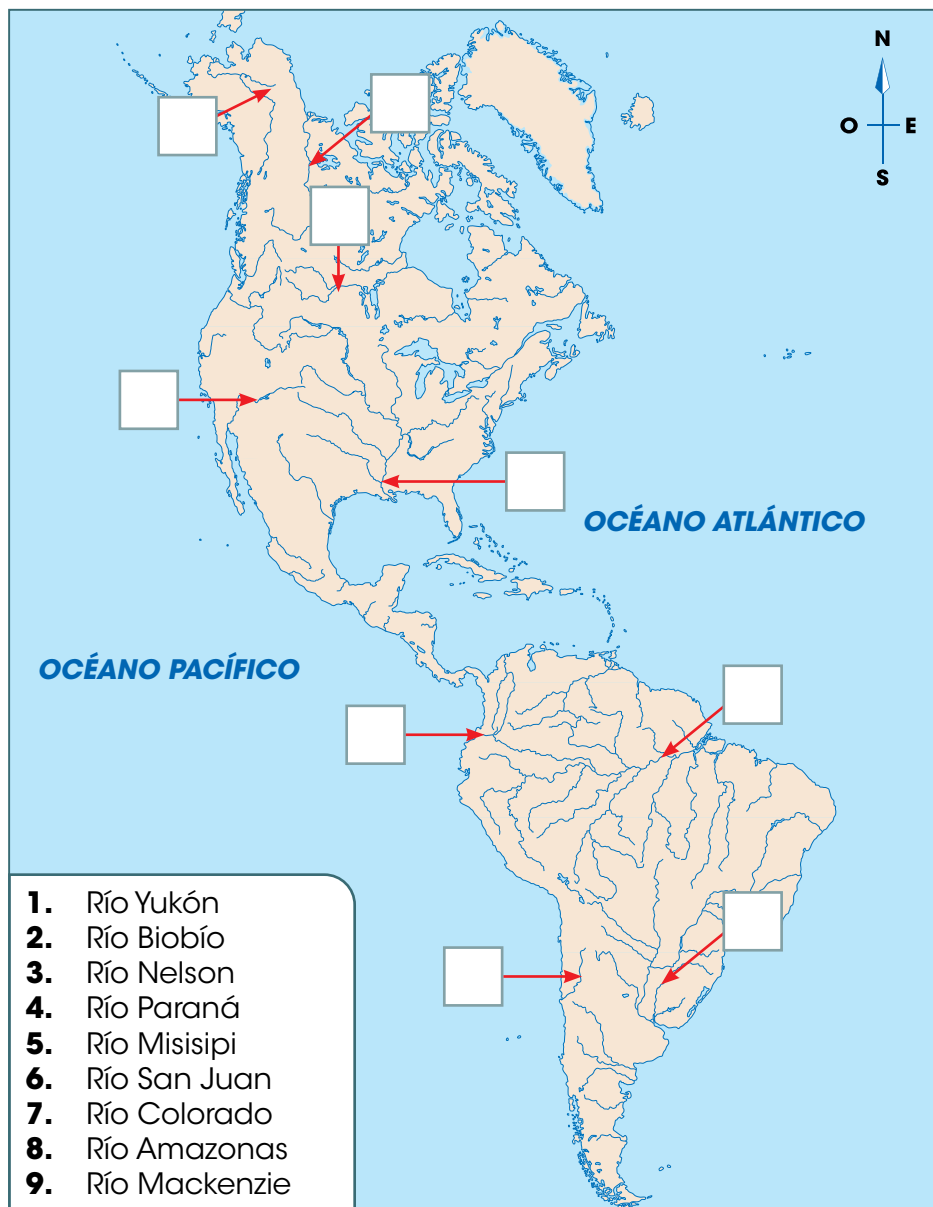 N
O E
S
OCÉANO ATLÁNTICO
OCÉANO PACÍFICO
1. Río Yukón
2. Río Biobío
3. Río Nelson
4. Río Paraná
5. Río Misisipi
6. Río San Juan
7. Río Colorado
8. Río Amazonas
9. Río Mackenzie